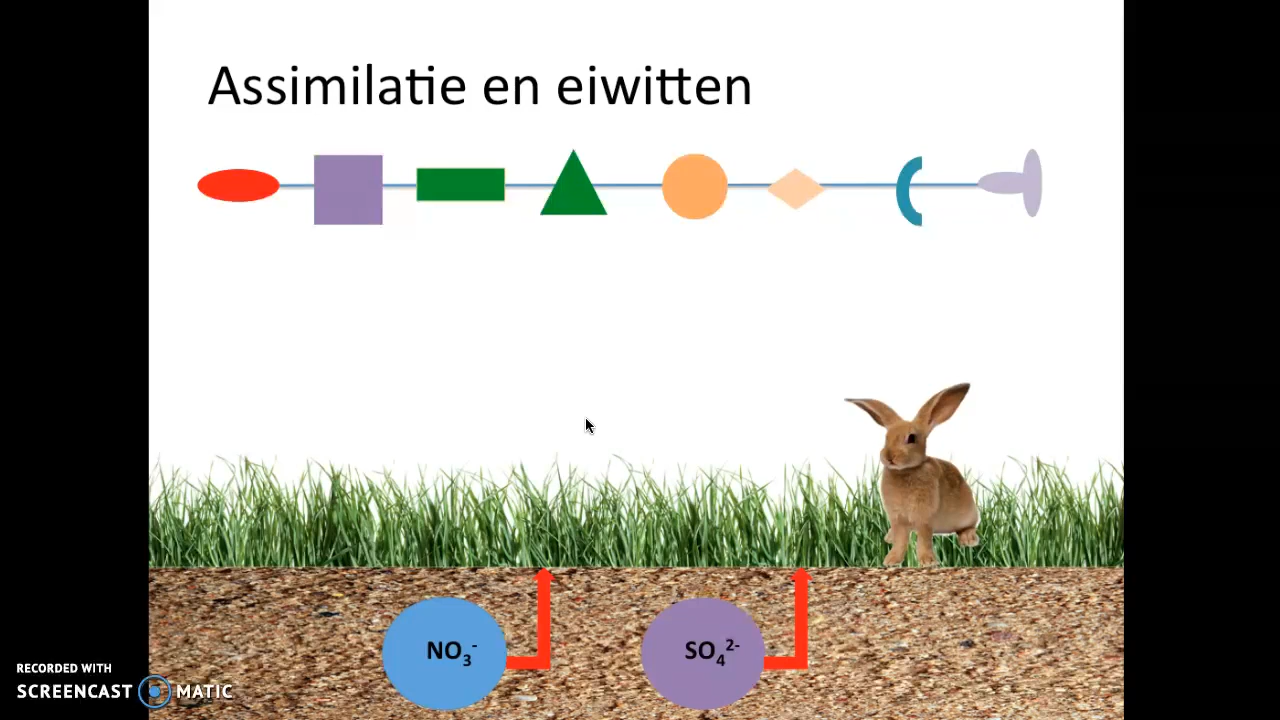 Assimilatie en eiwitten
NO₃⁻
SO₄²⁻
RECORDED WITH
SCREENCAST MATIC